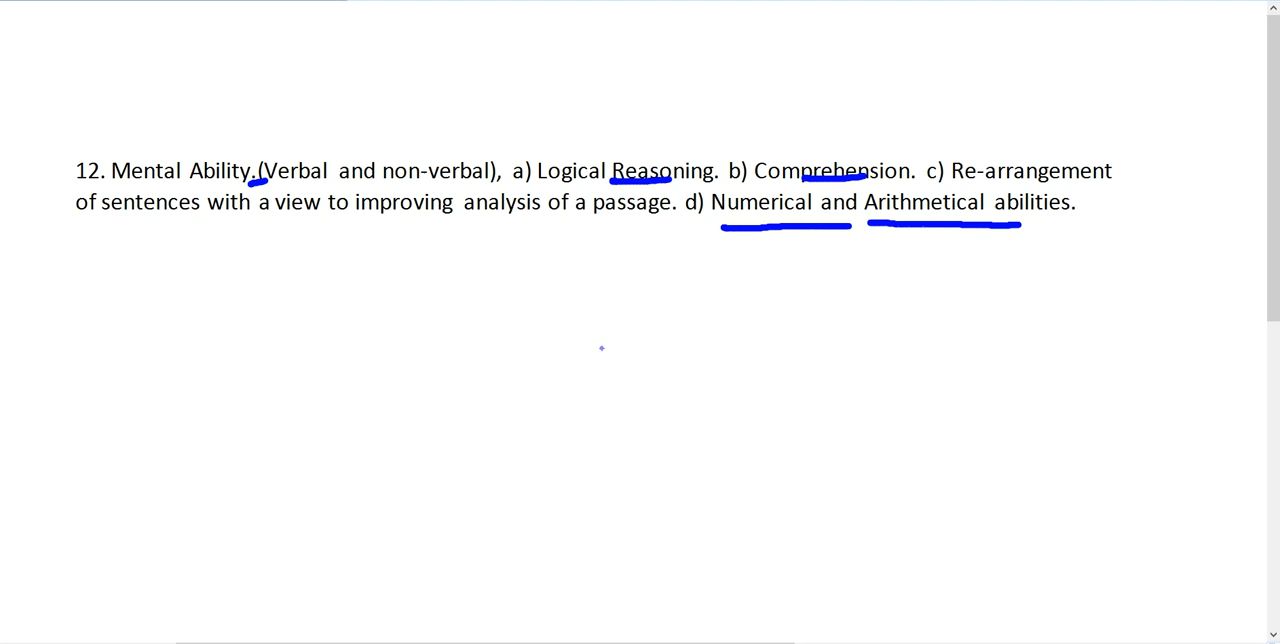 12. Mental Ability.(Verbal and non-verbal), a) Logical Reasoning. b) Comprehension. c) Re-arrangement
of sentences with a view to improving analysis of a passage. d) Numerical and Arithmetical abilities.